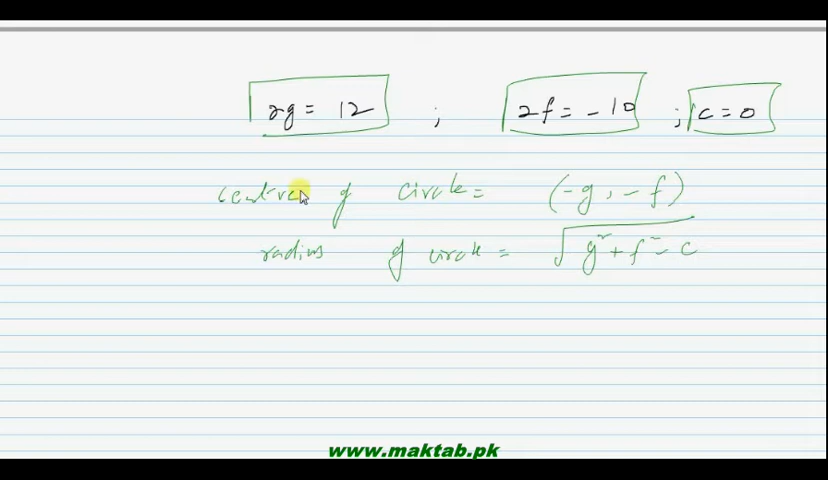 2g = 12 ; 2f = -10 ; c = 0
centre of circle = (-g, -f)
radius of circle = √g²+f²-c
www.maktab.pk